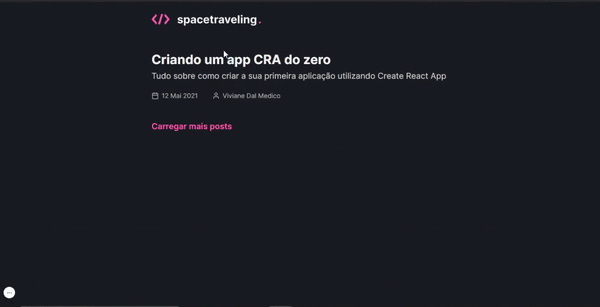 </> spacetraveling.
Criando um app CRA do zero
Tudo sobre como criar a sua primeira aplicação utilizando Create React App
12 Mai 2021 Viviane Dal Medico
Carregar mais posts